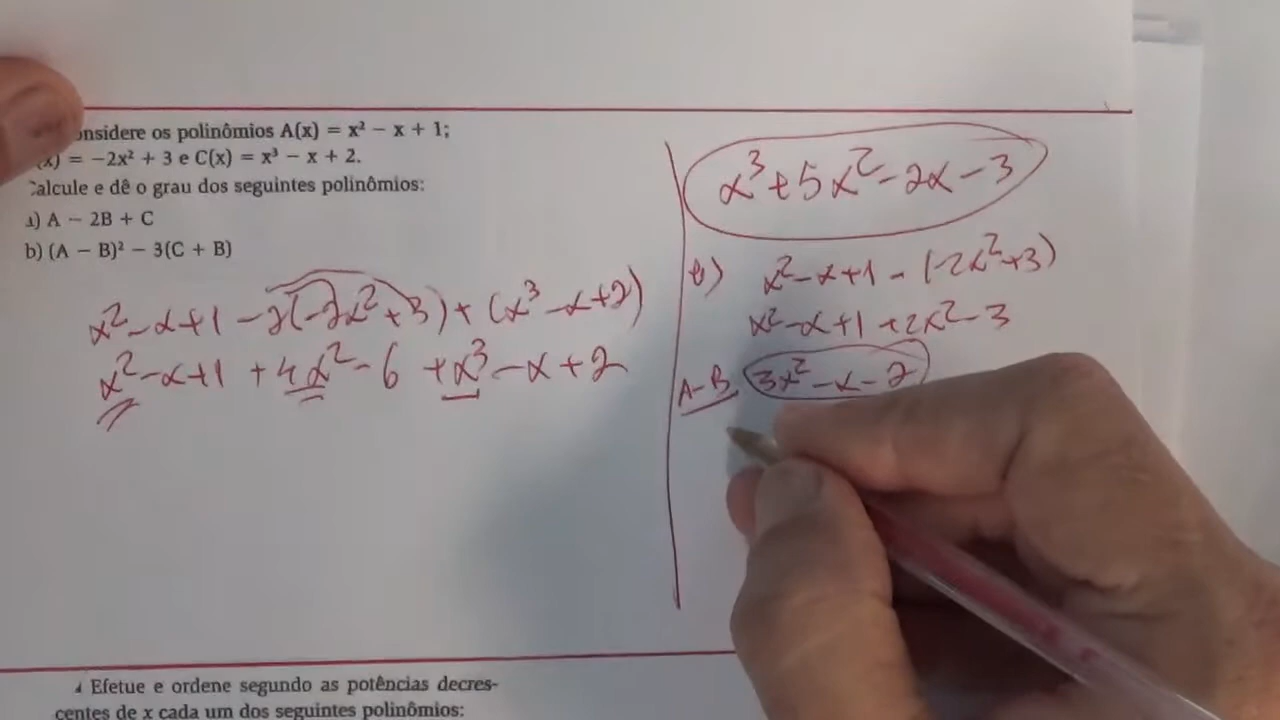 onsidere os polinômios A(x) = x² − x + 1;
(x) = −2x² + 3 e C(x) = x³ − x + 2.
Calcule e dê o grau dos seguintes polinômios:
a) A − 2B + C
b) (A − B)² − 3(C + B)
x² − x + 1 − 2(−2x² + 3) + (x³ − x + 2)
x² − x + 1 + 4x² − 6 + x³ − x + 2
x³ + 5x² − 2x − 3
b) x² − x + 1 − (−2x² + 3)
x² − x + 1 + 2x² − 3
A − B 3x² − x − 2
Efetue e ordene segundo as potências decres-
centes de x cada um dos seguintes polinômios: